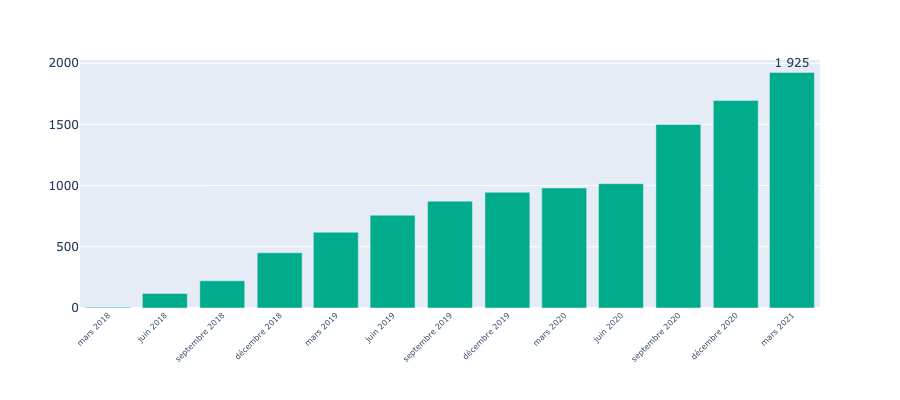 2000
1 925
1500
1000
500
0
mars 2018
juin 2018
septembre 2018
décembre 2018
mars 2019
juin 2019
septembre 2019
décembre 2019
mars 2020
juin 2020
septembre 2020
décembre 2020
mars 2021